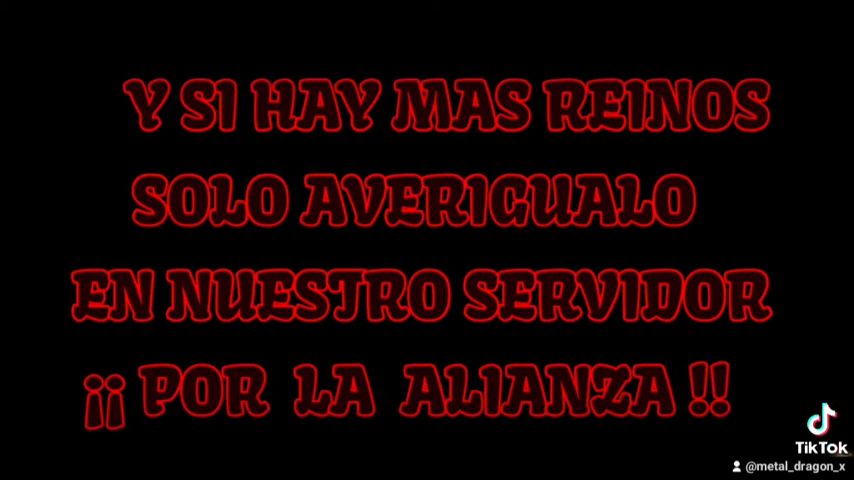 Y SI HAY MAS REINOS
SOLO AVERIGUALO
EN NUESTRO SERVIDOR
¡¡ POR LA ALIANZA !!
TikTok
@metal_dragon_x